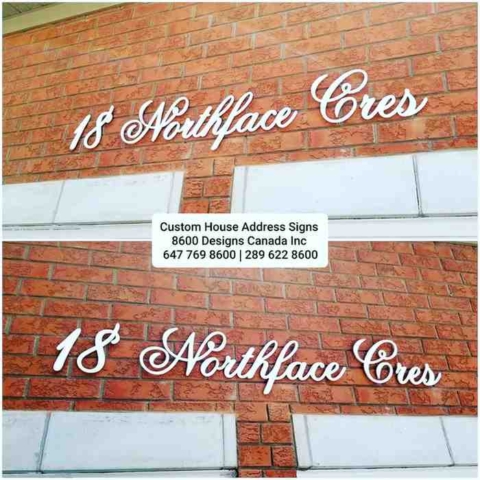 18 Northface Cres
Custom House Address Signs
8600 Designs Canada Inc
647 769 8600 | 289 622 8600
18 Northface Cres